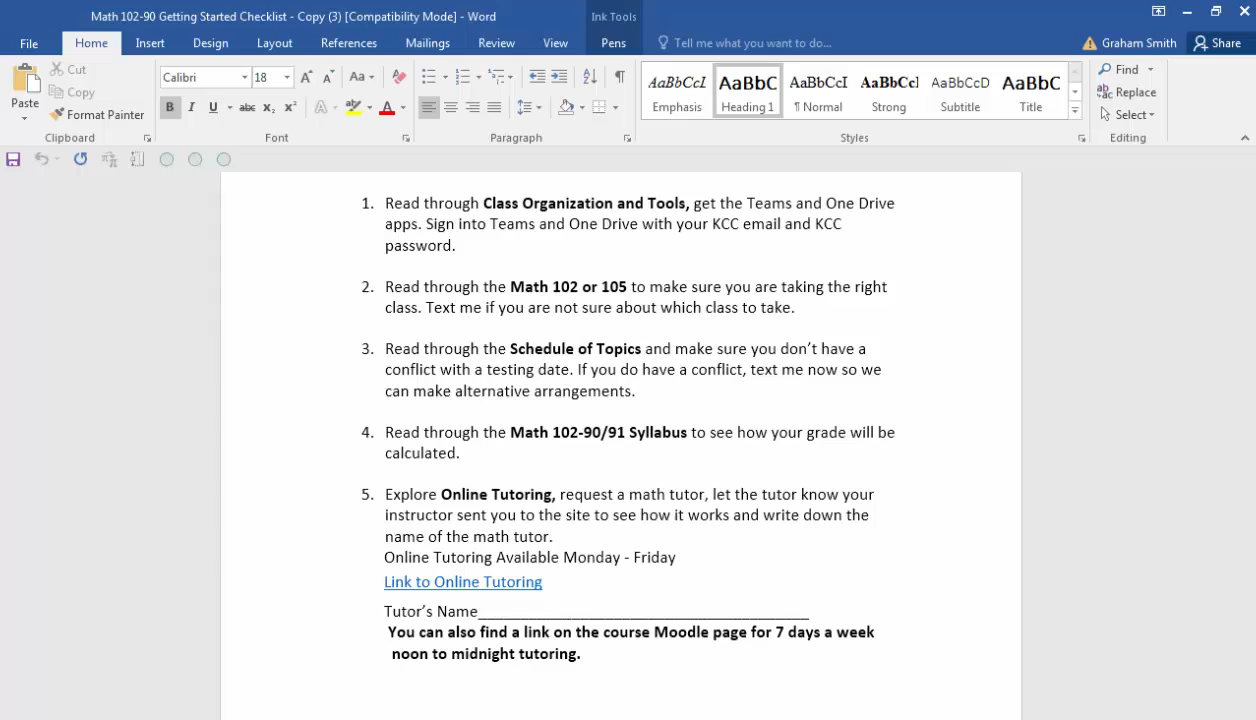 Math 102-90 Getting Started Checklist - Copy (3) [Compatibility Mode] - Word
Ink Tools
File
Home
Insert
Design
Layout
References
Mailings
Review
View
Pens
Tell me what you want to do...
Graham Smith
Share
Paste
Cut
Copy
Format Painter
Clipboard
Calibri
18
Aa
B I U abc x₂ x²
A
A
Font
Paragraph
AaBbCcI
Emphasis
AaBbC
Heading 1
AaBbCcI
¶ Normal
AaBbCcI
Strong
AaBbCcD
Subtitle
AaBbC
Title
Styles
Find
Replace
Select
Editing
1. Read through Class Organization and Tools, get the Teams and One Drive
apps. Sign into Teams and One Drive with your KCC email and KCC
password.
2. Read through the Math 102 or 105 to make sure you are taking the right
class. Text me if you are not sure about which class to take.
3. Read through the Schedule of Topics and make sure you don’t have a
conflict with a testing date. If you do have a conflict, text me now so we
can make alternative arrangements.
4. Read through the Math 102-90/91 Syllabus to see how your grade will be
calculated.
5. Explore Online Tutoring, request a math tutor, let the tutor know your
instructor sent you to the site to see how it works and write down the
name of the math tutor.
Online Tutoring Available Monday - Friday
Link to Online Tutoring
Tutor’s Name_______________________________________
You can also find a link on the course Moodle page for 7 days a week
noon to midnight tutoring.